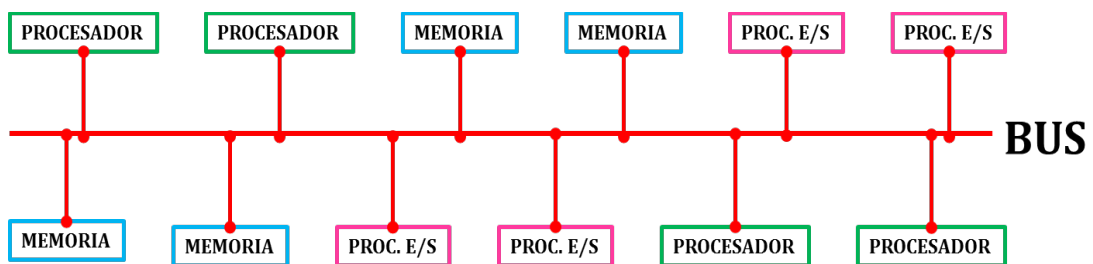 PROCESADOR
PROCESADOR
MEMORIA
MEMORIA
PROC. E/S
PROC. E/S
BUS
MEMORIA
MEMORIA
PROC. E/S
PROC. E/S
PROCESADOR
PROCESADOR